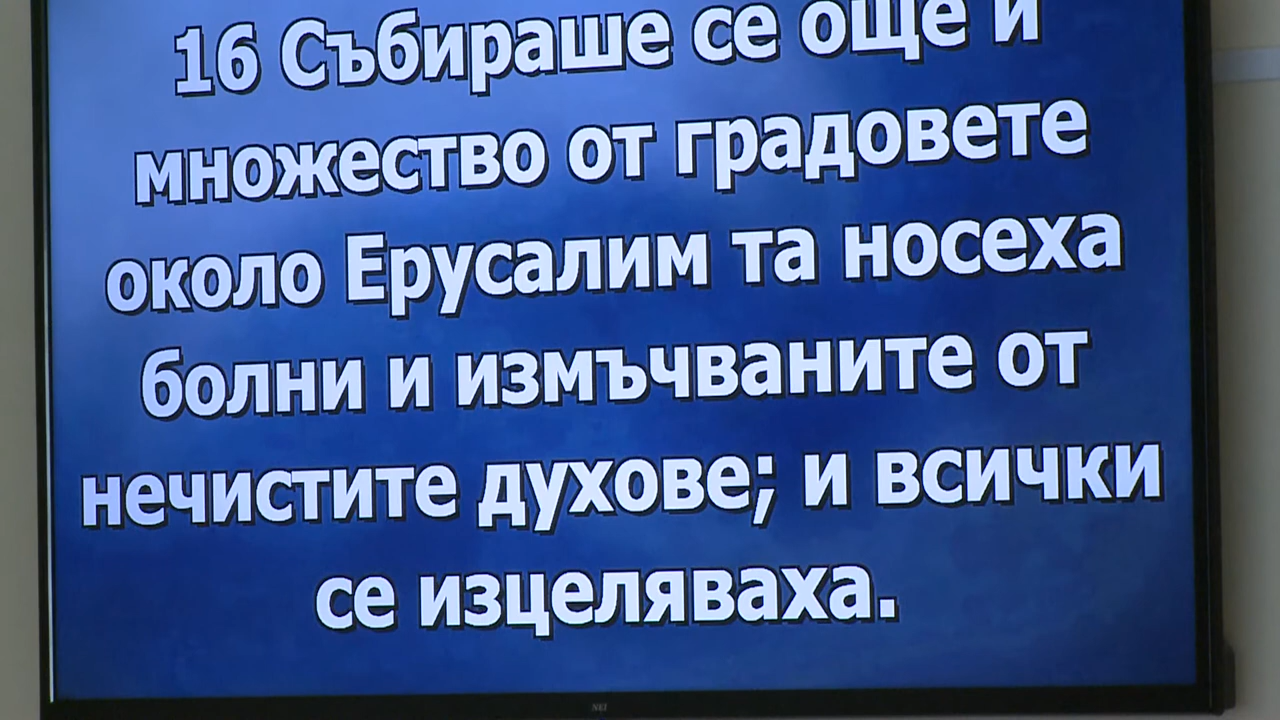 16 Събираше се още и
множество от градовете
около Ерусалим та носеха
болни и измъчваните от
нечистите духове; и всички
се изцеляваха.
NEI